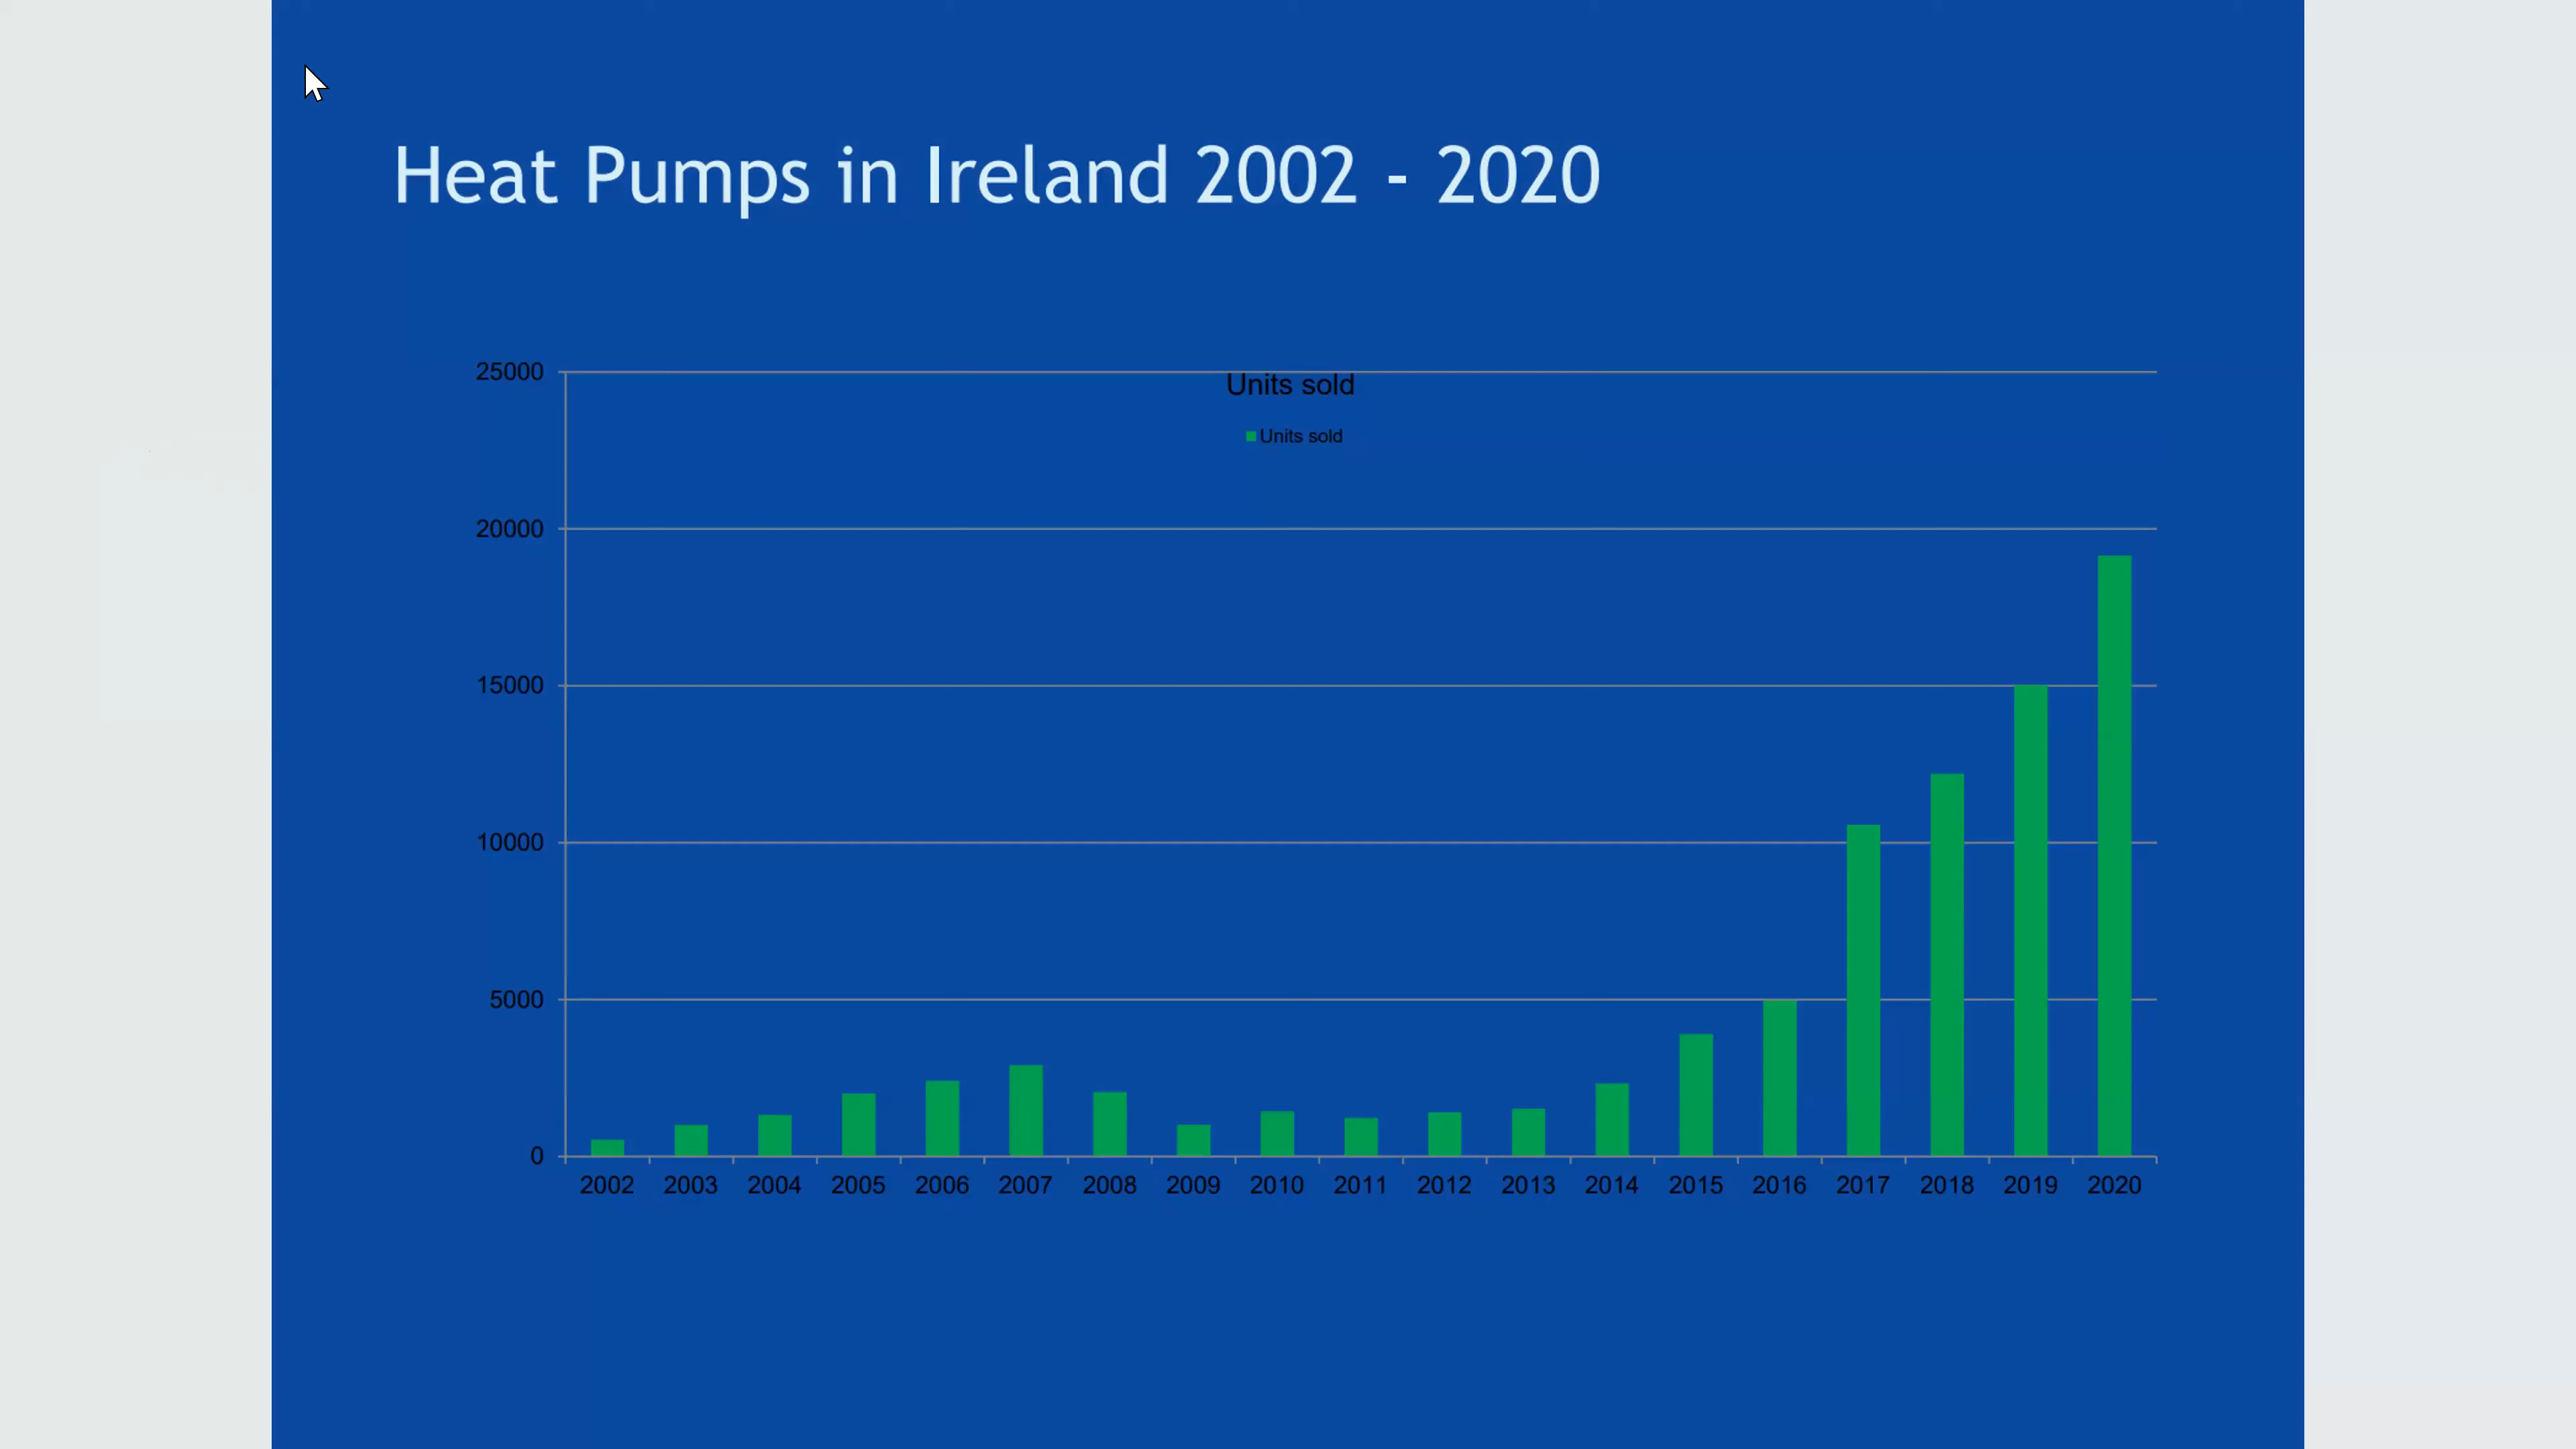 Heat Pumps in Ireland 2002 - 2020
Units sold
Units sold
25000
20000
15000
10000
5000
0
2002 2003 2004 2005 2006 2007 2008 2009 2010 2011 2012 2013 2014 2015 2016 2017 2018 2019 2020